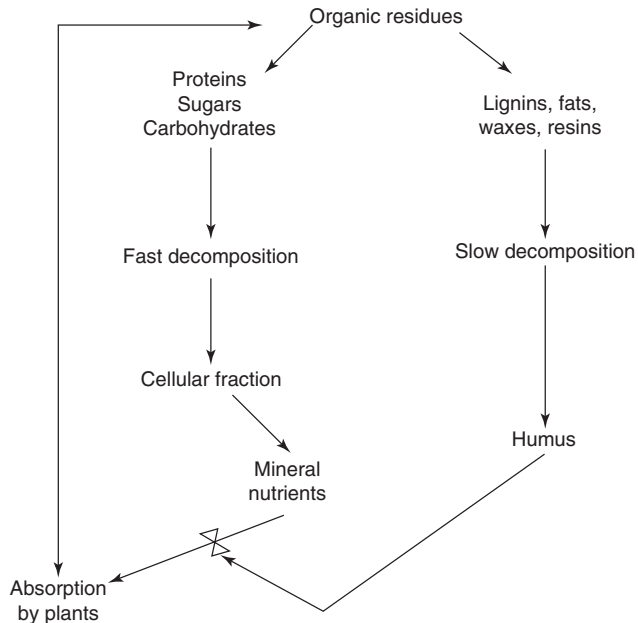 Organic residues
Proteins
Sugars
Carbohydrates
Lignins, fats,
waxes, resins
Fast decomposition
Slow decomposition
Cellular fraction
Humus
Mineral
nutrients
Absorption
by plants